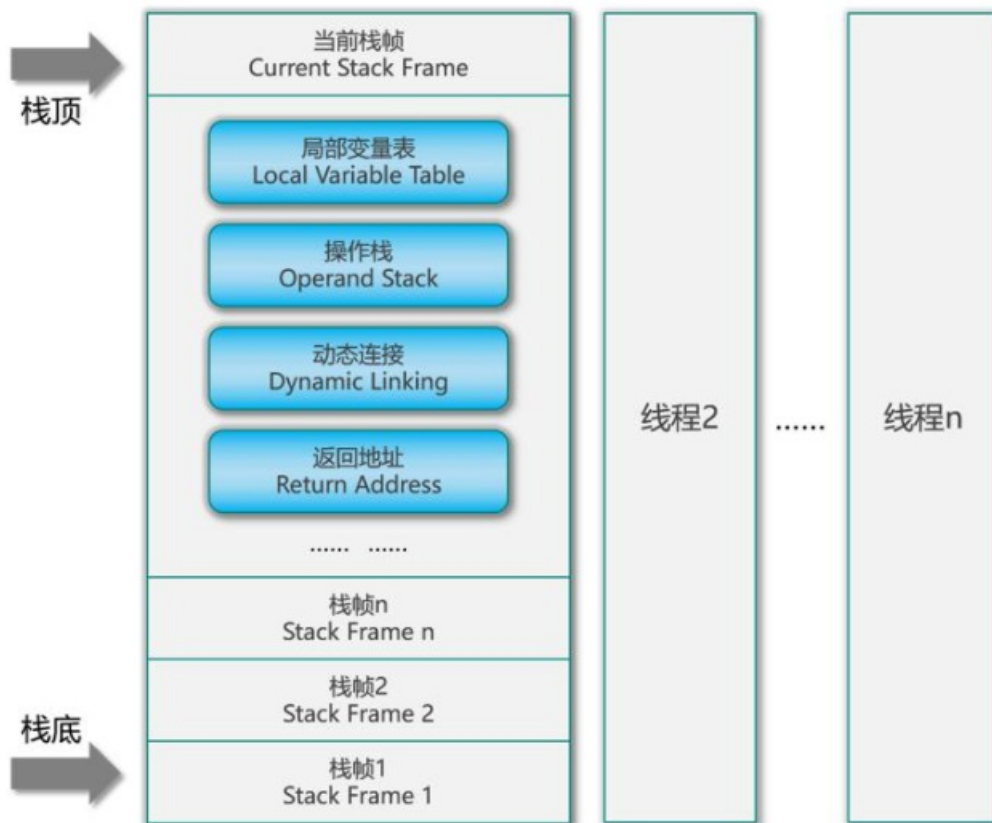 当前栈帧
Current Stack Frame
栈顶
局部变量表
Local Variable Table
操作栈
Operand Stack
动态连接
Dynamic Linking
返回地址
Return Address
...... ......
栈帧n
Stack Frame n
栈帧2
Stack Frame 2
栈底
栈帧1
Stack Frame 1
线程2
......
线程n